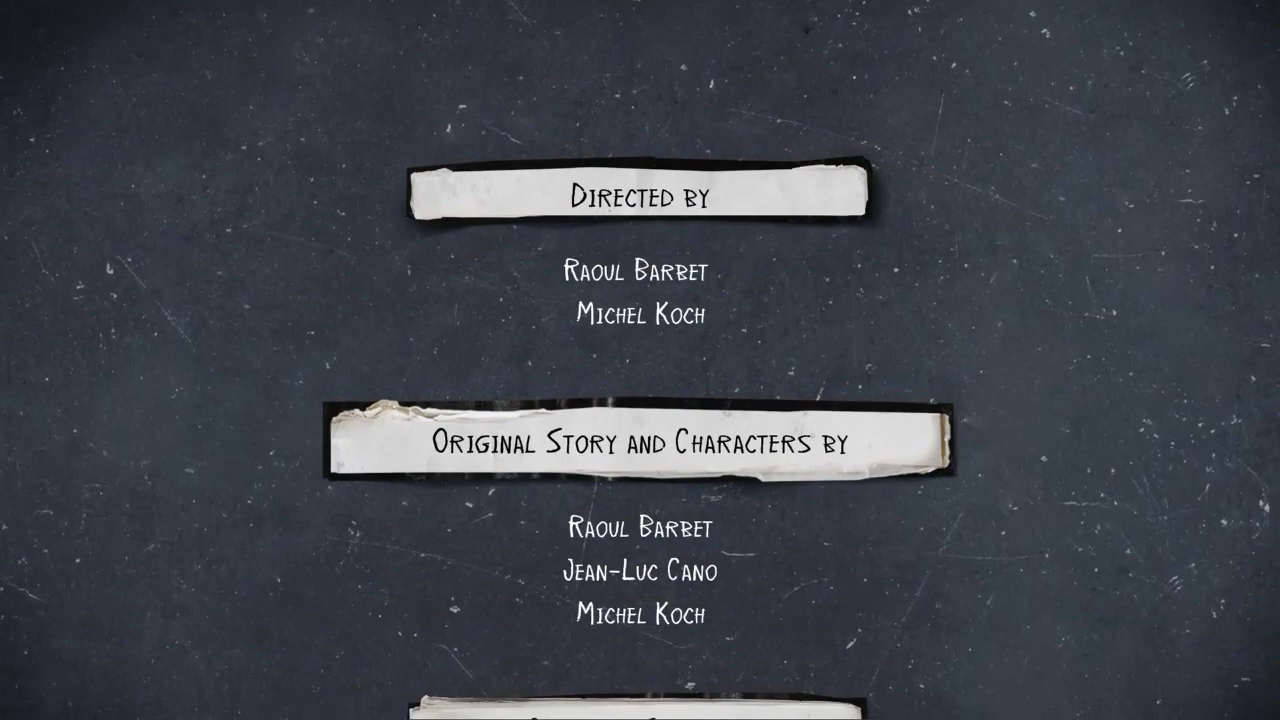 Directed by
Raoul Barbet
Michel Koch
Original Story and Characters by
Raoul Barbet
Jean-Luc Cano
Michel Koch